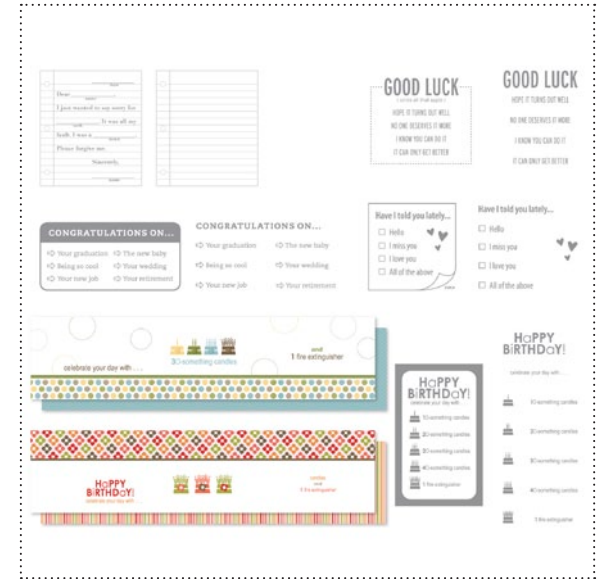 Dear
I just wanted to say sorry for
It was all my
fault. I was a
Please forgive me.
Sincerely,
GOOD LUCK
HOPE IT TURNS OUT WELL
NO ONE DESERVES IT MORE
I KNOW YOU CAN DO IT
IT CAN ONLY GET BETTER
GOOD LUCK
HOPE IT TURNS OUT WELL
NO ONE DESERVES IT MORE
I KNOW YOU CAN DO IT
IT CAN ONLY GET BETTER
CONGRATULATIONS ON...
Your graduation
The new baby
Being so cool
Your wedding
Your new job
Your retirement
CONGRATULATIONS ON...
Your graduation
The new baby
Being so cool
Your wedding
Your new job
Your retirement
Have I told you lately...
Hello
I miss you
I love you
All of the above
Have I told you lately...
Hello
I miss you
I love you
All of the above
celebrate your day with . . .
30 something candles
and
1 fire extinguisher
HaPPY
BiRTHDaY!
celebrate your day with . . .
candles
and
1 fire extinguisher
HaPPY
BiRTHDaY!
celebrate your day with . . .
10 something candles
20 something candles
30 something candles
40 something candles
1 fire extinguisher
HaPPY
BiRTHDaY!
celebrate your day with . . .
10 something candles
20 something candles
30 something candles
40 something candles
1 fire extinguisher